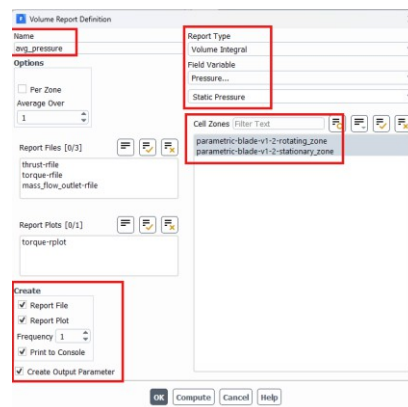 Volume Report Definition
Name
avg_pressure
Options
Per Zone
Average Over
1
Report Files [0/3]
thrust-rfile
torque-rfile
mass_flow_outlet-rfile
Report Plots [0/1]
torque-rplot
Create
Report File
Report Plot
Frequency 1
Print to Console
Create Output Parameter
Report Type
Volume Integral
Field Variable
Pressure...
Static Pressure
Cell Zones Filter Text
parametric-blade-v1-2-rotating_zone
parametric-blade-v1-2-stationary_zone
OK Compute Cancel Help